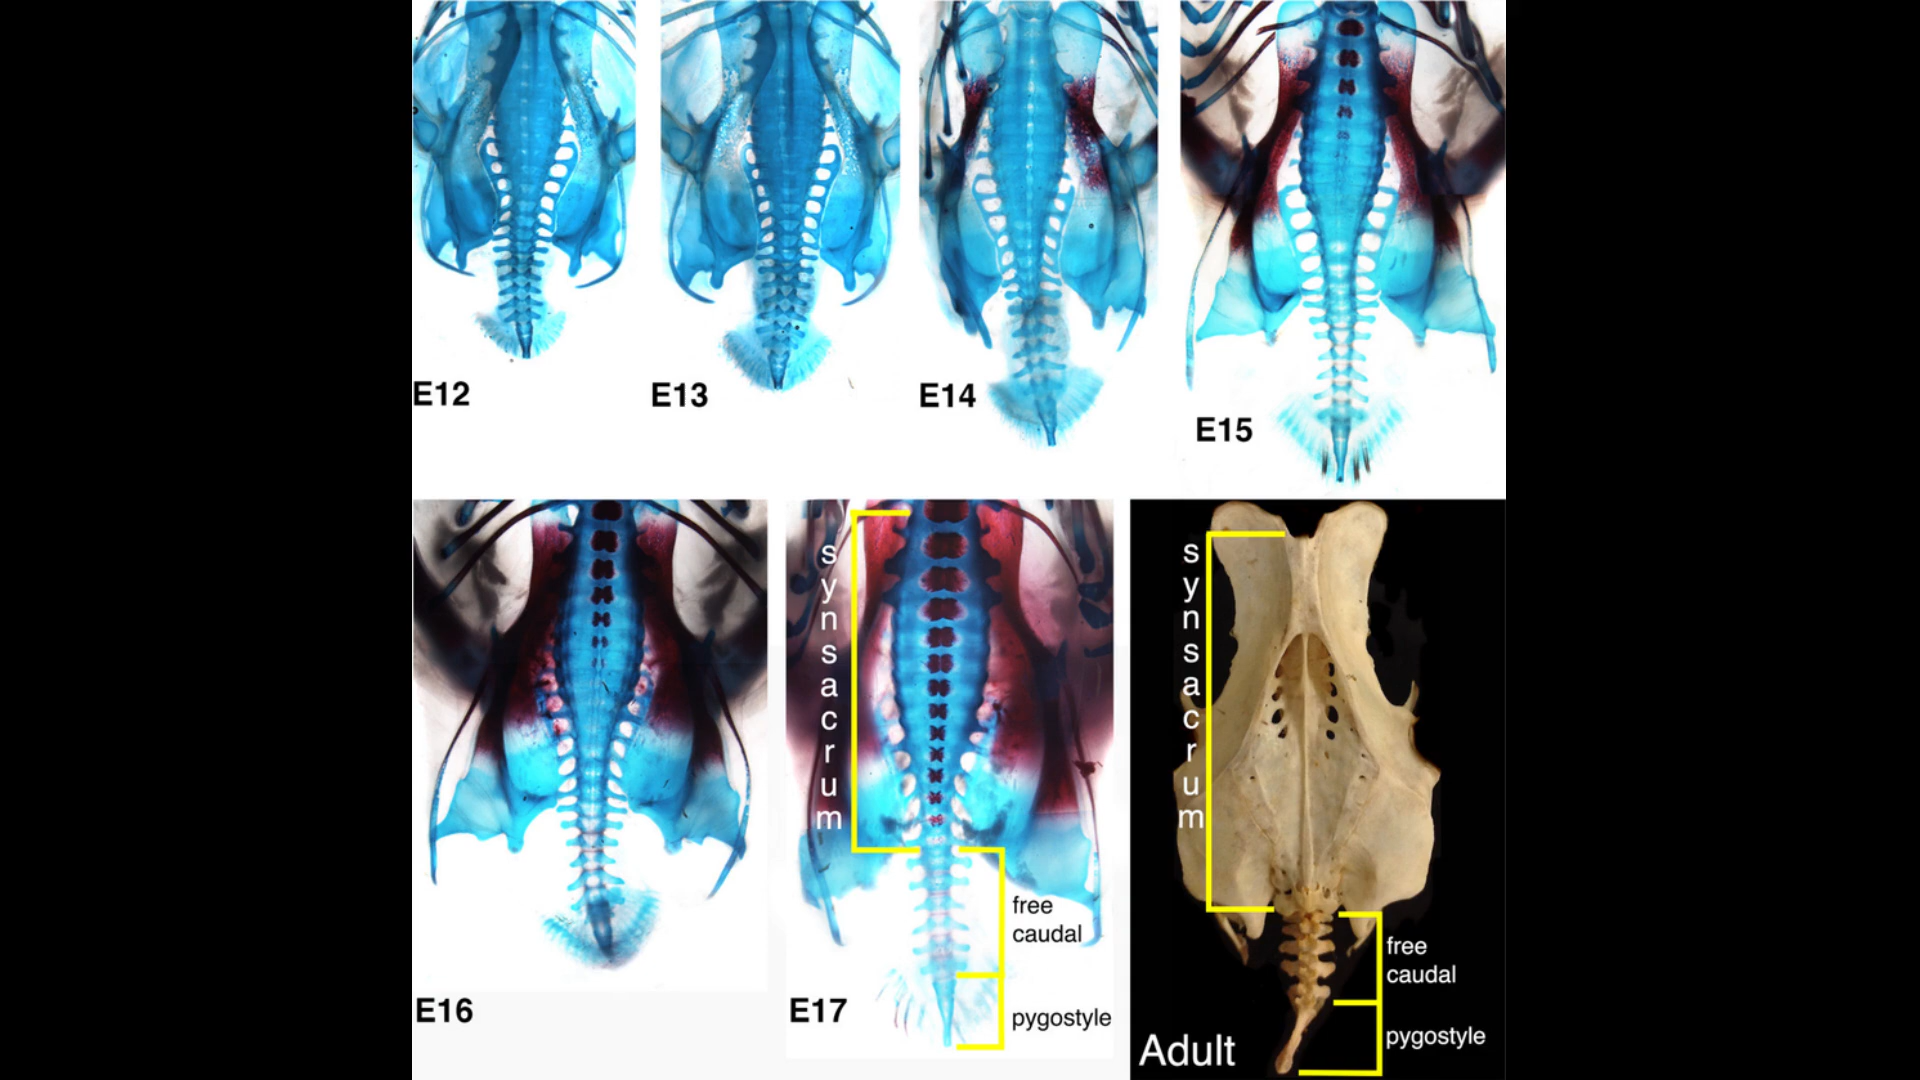 E12
E13
E14
E15
E16
synsacrum
free
caudal
pygostyle
E17
synsacrum
free
caudal
pygostyle
Adult